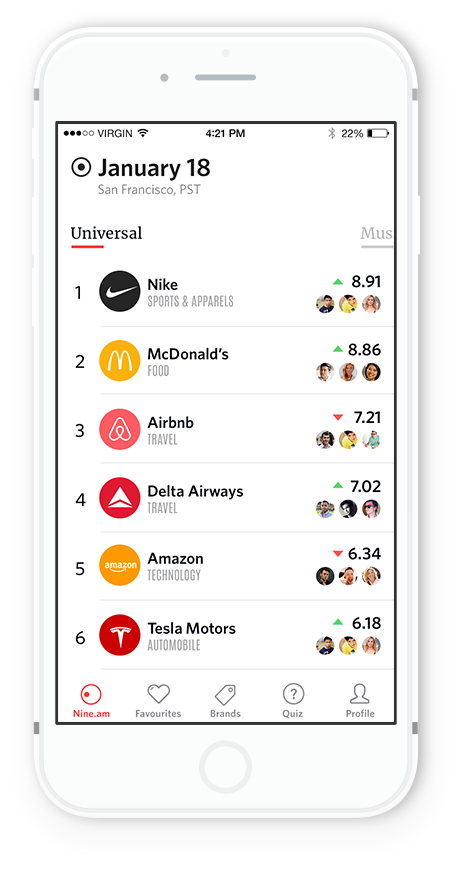 VIRGIN 4:21 PM 22%
January 18
San Francisco, PST
Universal Mus
1 Nike 8.91
SPORTS & APPARELS
2 McDonald's 8.86
FOOD
3 Airbnb 7.21
TRAVEL
4 Delta Airways 7.02
TRAVEL
5 amazon Amazon 6.34
TECHNOLOGY
6 Tesla Motors 6.18
AUTOMOBILE
?
Nine.am Favourites Brands Quiz Profile